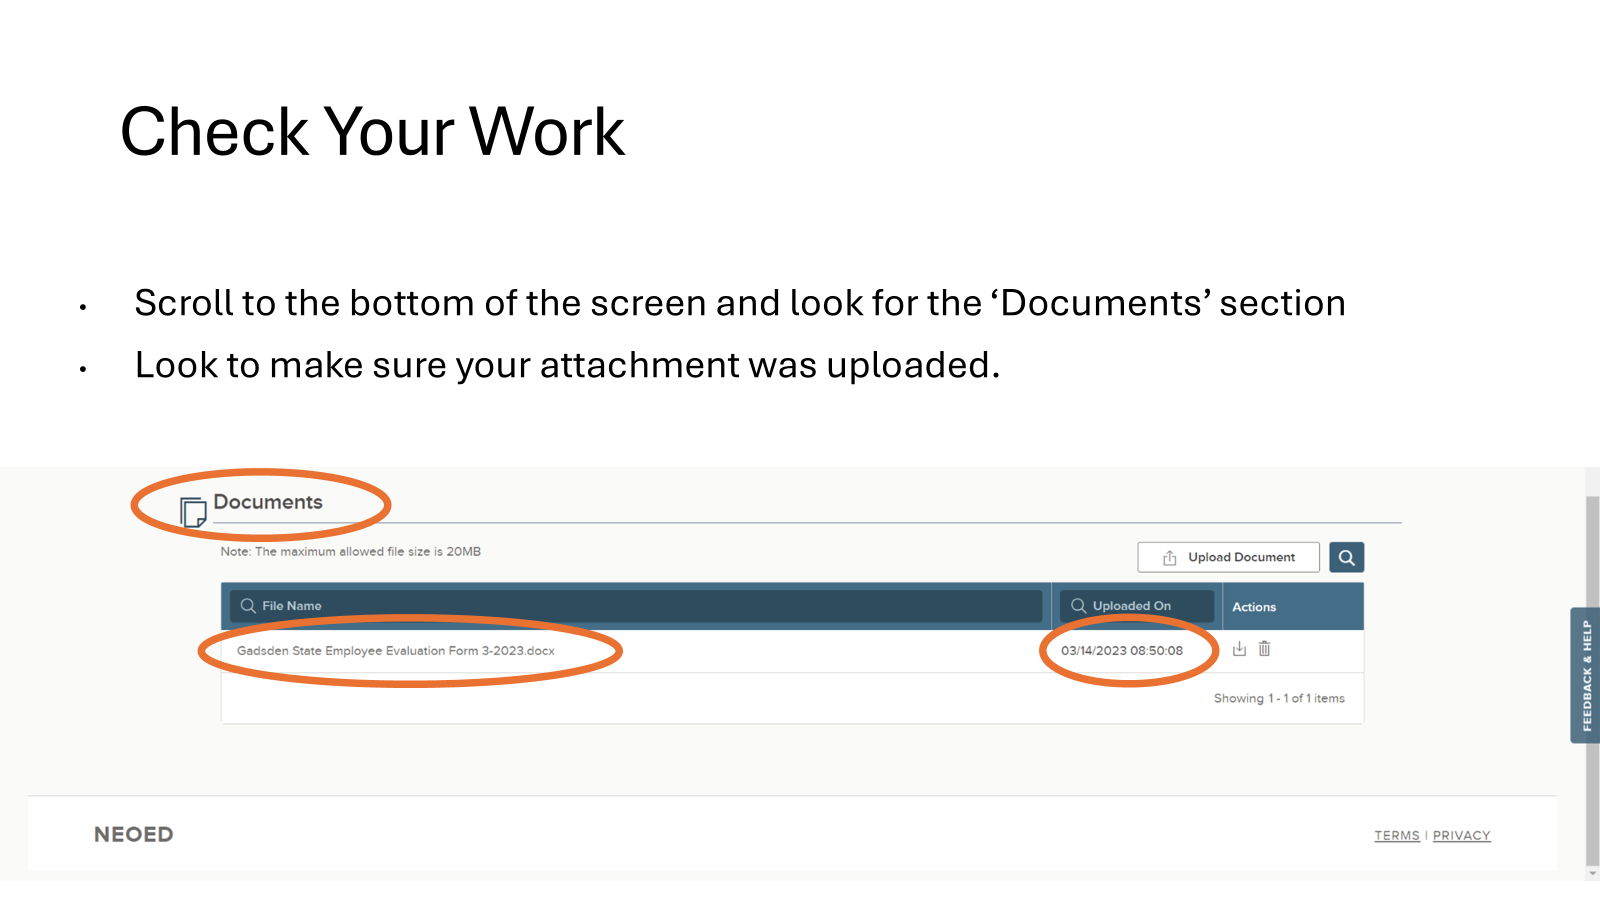 Check Your Work
• Scroll to the bottom of the screen and look for the ‘Documents’ section
• Look to make sure your attachment was uploaded.
Documents
Note: The maximum allowed file size is 20MB
Upload Document
File Name
Uploaded On
Actions
Gadsden State Employee Evaluation Form 3-2023.docx
03/14/2023 08:50:08
Showing 1 - 1 of 1 items
FEEDBACK & HELP
NEOED
TERMS | PRIVACY